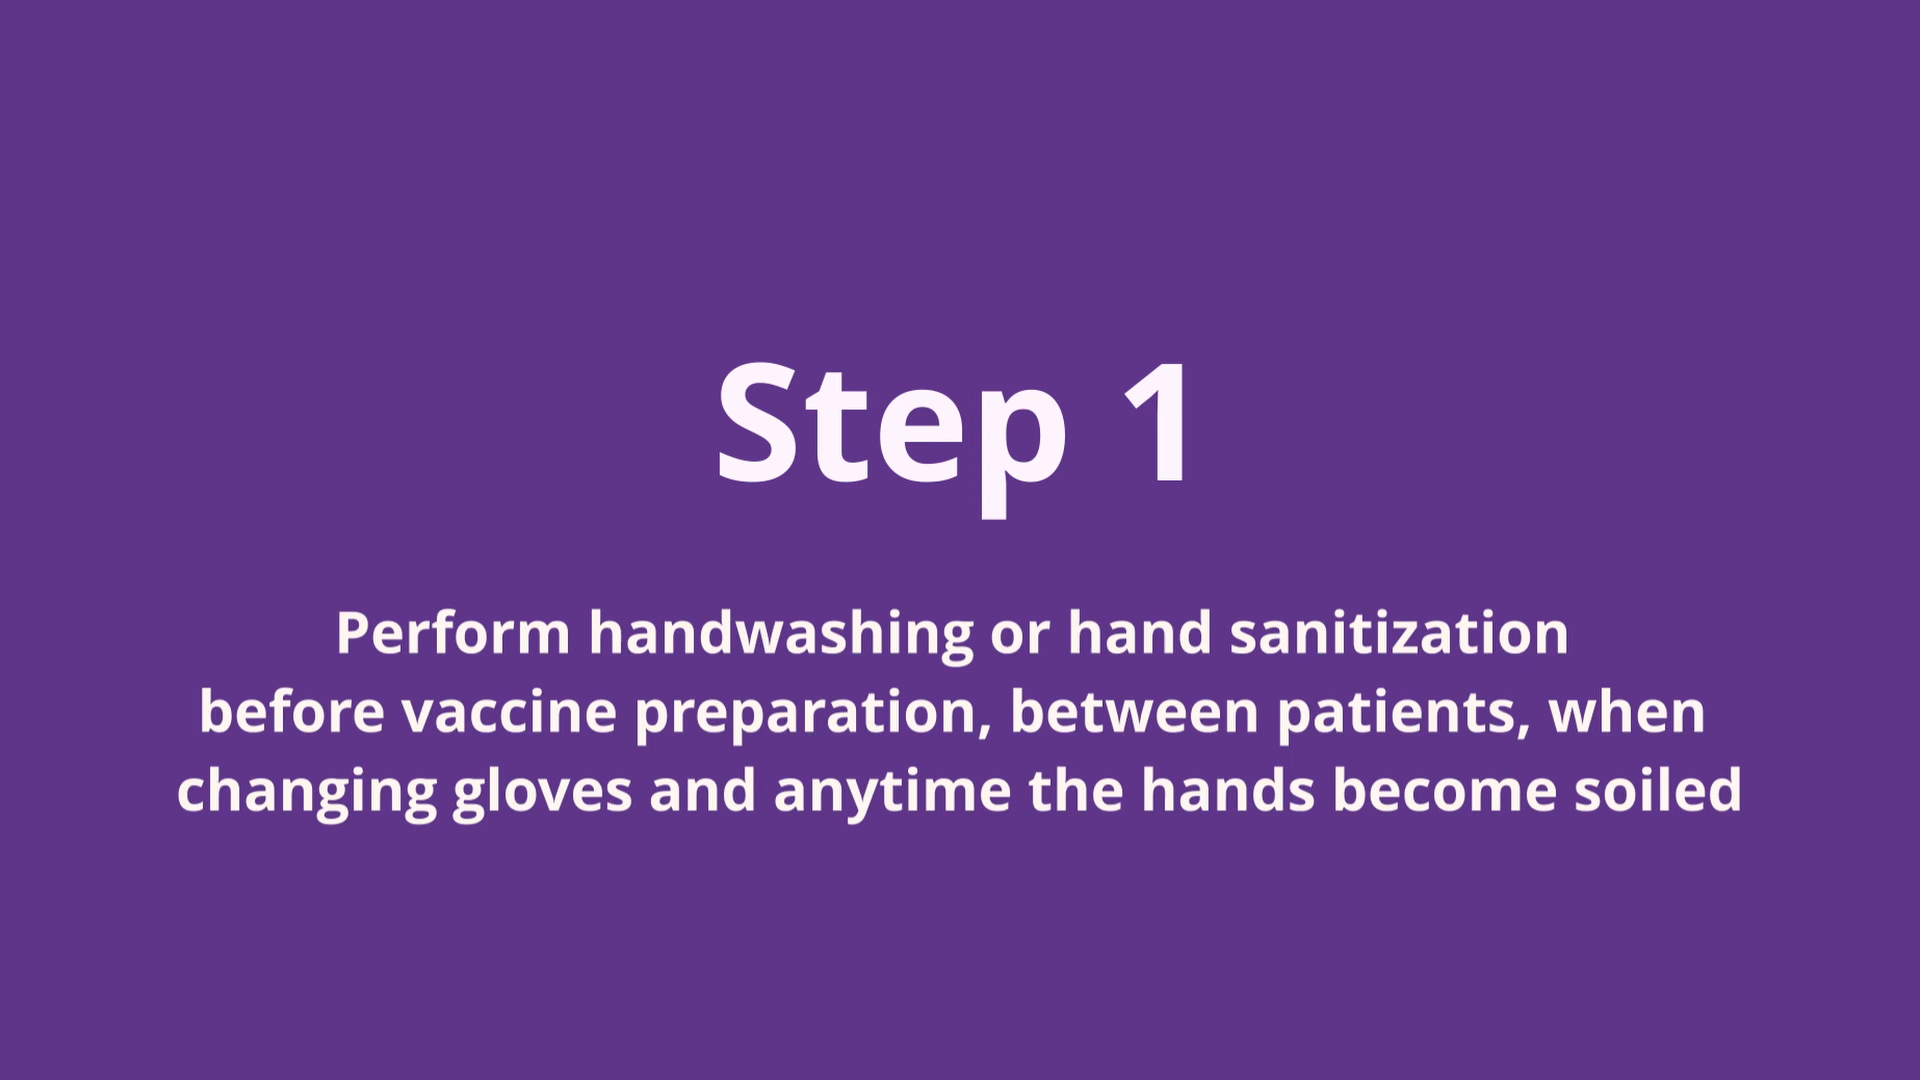 Step 1
Perform handwashing or hand sanitization
before vaccine preparation, between patients, when
changing gloves and anytime the hands become soiled